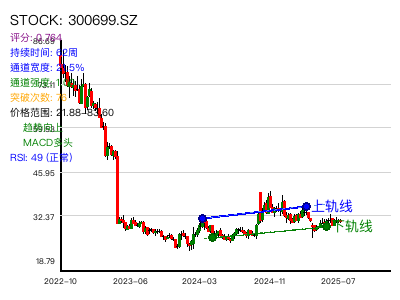 STOCK: 300699.SZ
评分: 0.764
86.69
持续时间: 62周
通道宽度: 20.5%
通道强度:
突破次数:
价格范围: 21.88-83.60
趋势向上
MACD多头
RSI: 49 (正常)
45.95
32.37
18.79
上轨线
下轨线
2022-10
2023-06
2024-03
2024-11
2025-07